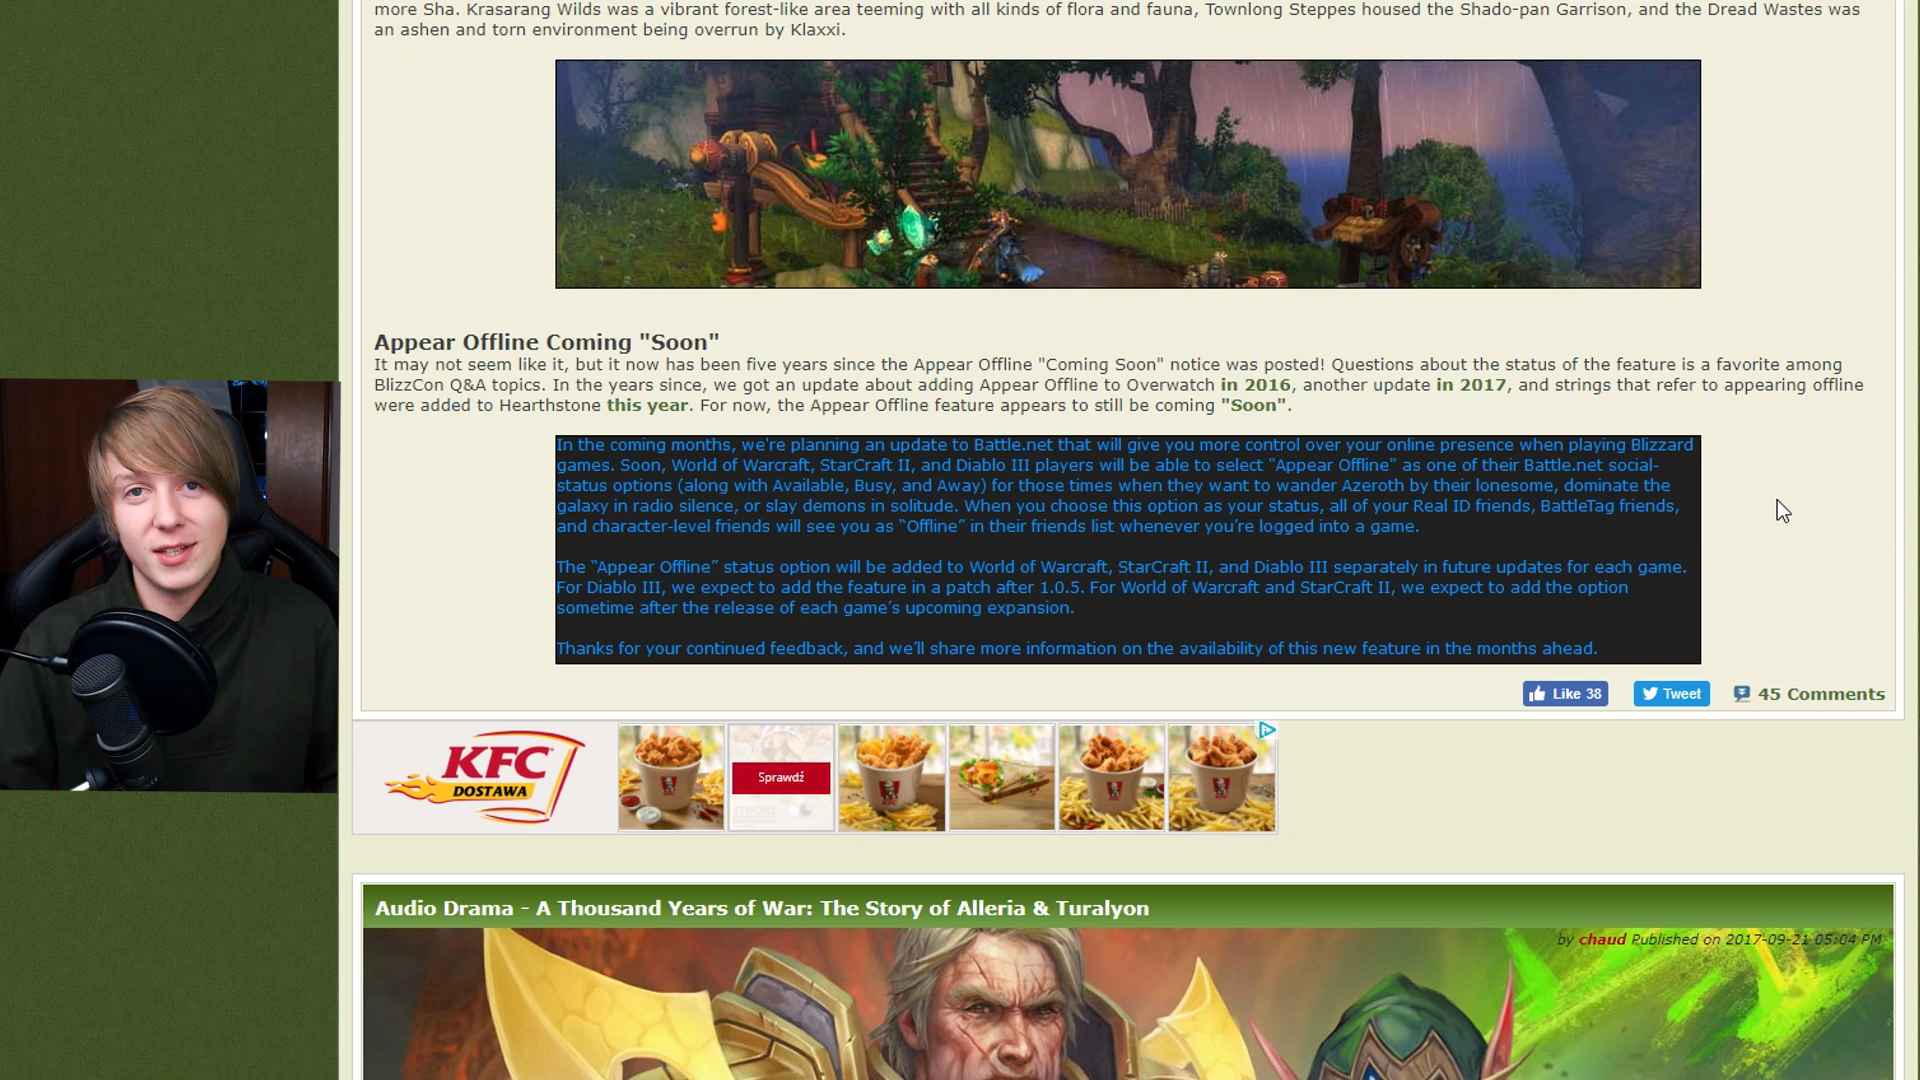 more Sha. Krasarang Wilds was a vibrant forest-like area teeming with all kinds of flora and fauna, Townlong Steppes housed the Shado-pan Garrison, and the Dread Wastes was
an ashen and torn environment being overrun by Klaxxi.
Appear Offline Coming "Soon"
It may not seem like it, but it now has been five years since the Appear Offline "Coming Soon" notice was posted! Questions about the status of the feature is a favorite among
BlizzCon Q&A topics. In the years since, we got an update about adding Appear Offline to Overwatch in 2016, another update in 2017, and strings that refer to appearing offline
were added to Hearthstone this year. For now, the Appear Offline feature appears to still be coming "Soon".
In the coming months, we're planning an update to Battle.net that will give you more control over your online presence when playing Blizzard
games. Soon, World of Warcraft, StarCraft II, and Diablo III players will be able to select "Appear Offline" as one of their Battle.net social-
status options (along with Available, Busy, and Away) for those times when they want to wander Azeroth by their lonesome, dominate the
galaxy in radio silence, or slay demons in solitude. When you choose this option as your status, all of your Real ID friends, BattleTag friends,
and character-level friends will see you as “Offline” in their friends list whenever you’re logged into a game.
The “Appear Offline” status option will be added to World of Warcraft, StarCraft II, and Diablo III separately in future updates for each game.
For Diablo III, we expect to add the feature in a patch after 1.0.5. For World of Warcraft and StarCraft II, we expect to add the option
sometime after the release of each game’s upcoming expansion.
Thanks for your continued feedback, and we’ll share more information on the availability of this new feature in the months ahead.
Like 38 Tweet 45 Comments
KFC
DOSTAWA
Sprawdź
Audio Drama - A Thousand Years of War: The Story of Alleria & Turalyon
by chaud Published on 2017-09-21 05:04 PM